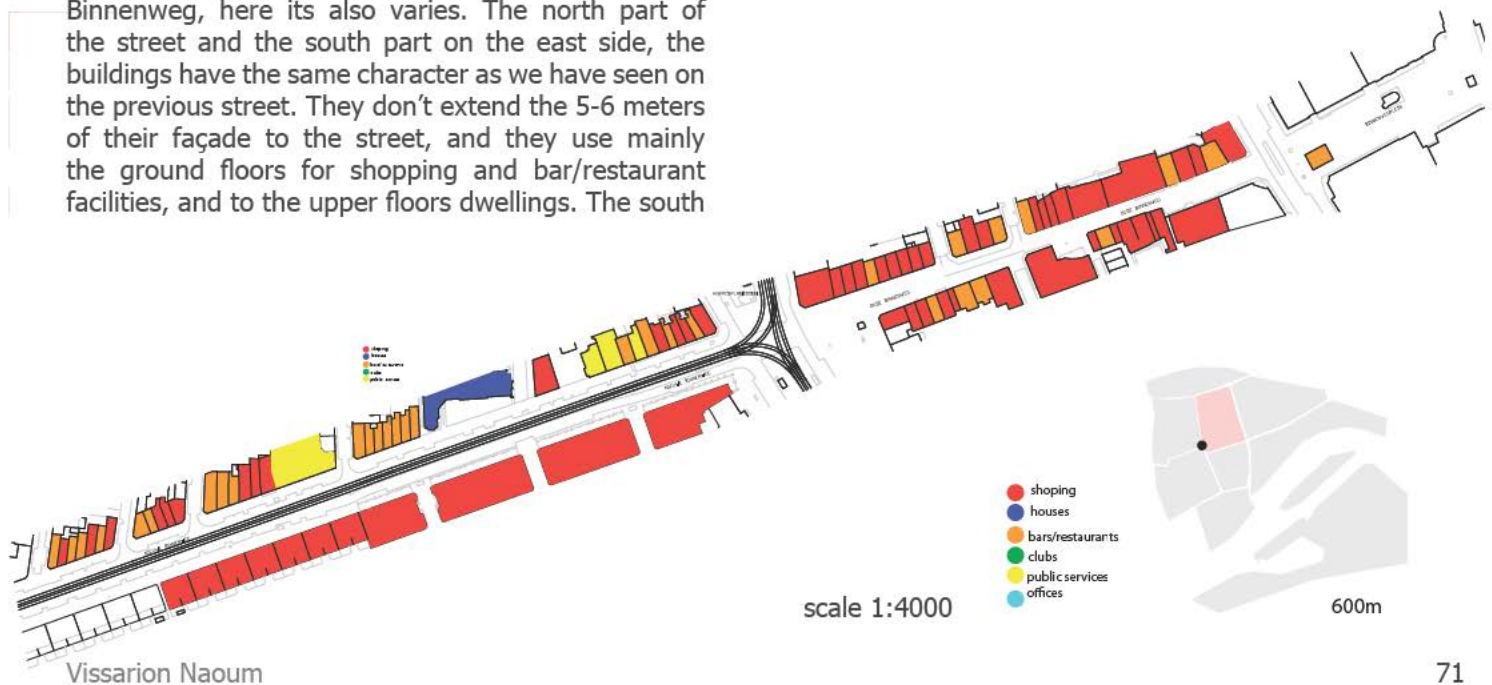 Binnenweg, here its also varies. The north part of
the street and the south part on the east side, the
buildings have the same character as we have seen on
the previous street. They don’t extend the 5-6 meters
of their façade to the street, and they use mainly
the ground floors for shopping and bar/restaurant
facilities, and to the upper floors dwellings. The south
shoping
houses
bars/restaurants
clubs
public services
offices
scale 1:4000
600m
Vissarion Naoum
71